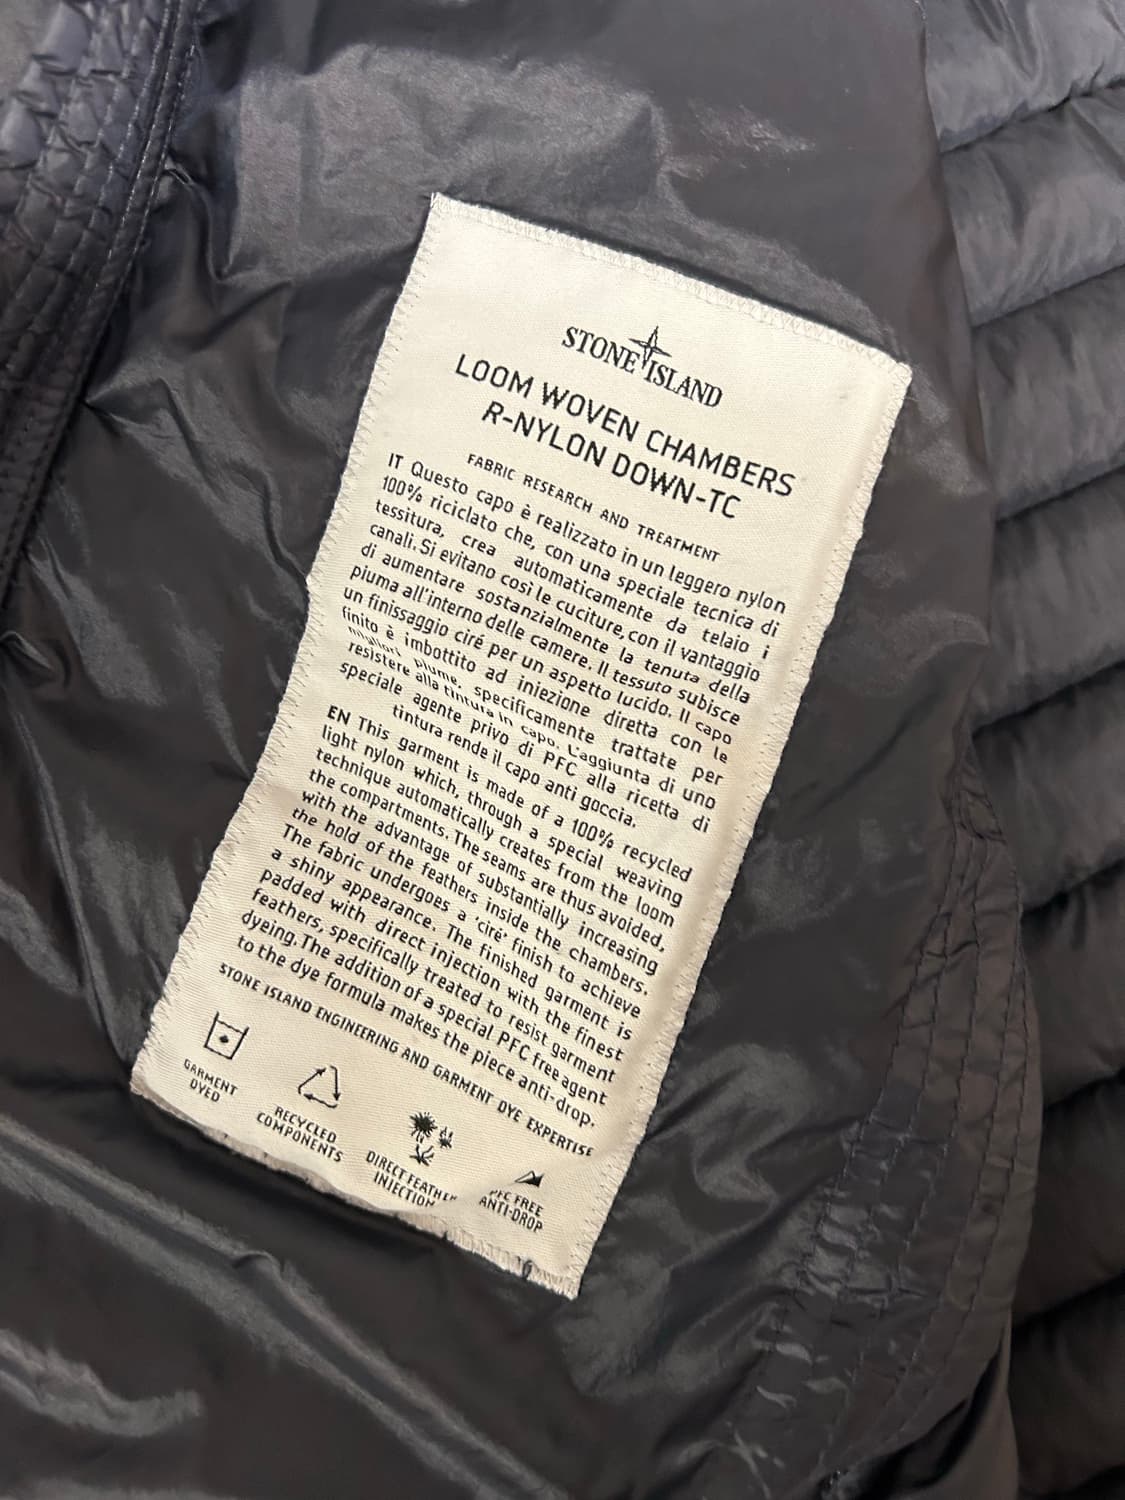 STONE ISLAND
LOOM WOVEN CHAMBERS
R-NYLON DOWN-TC
FABRIC RESEARCH AND TREATMENT
IT Questo capo è realizzato in un leggero nylon
100% riciclato che, con una speciale tecnica di
tessitura, crea automaticamente da telaio i
canali. Si evitano così le cuciture, con il vantaggio
di aumentare sostanzialmente la tenuta della
piuma all'interno delle camere. Il tessuto subisce
un finissaggio ciré per un aspetto lucido. Il capo
finito è imbottito ad iniezione diretta con le
migliori piume, specificamente trattate per
resistere alla tintura in capo. L'aggiunta di uno
speciale agente privo di PFC alla ricetta di
tintura rende il capo anti goccia.
EN This garment is made of a 100% recycled
light nylon which, through a special weaving
technique automatically creates from the loom
the compartments. The seams are thus avoided,
with the advantage of substantially increasing
the hold of the feathers inside the chambers.
The fabric undergoes a 'ciré' finish to achieve
a shiny appearance. The finished garment is
padded with direct injection with the finest
feathers, specifically treated to resist garment
dyeing. The addition of a special PFC free agent
to the dye formula makes the piece anti-drop.
STONE ISLAND ENGINEERING AND GARMENT DYE EXPERTISE
GARMENT
DYED
RECYCLED
COMPONENTS
DIRECT FEATHER
INJECTION
PFC FREE
ANTI-DROP